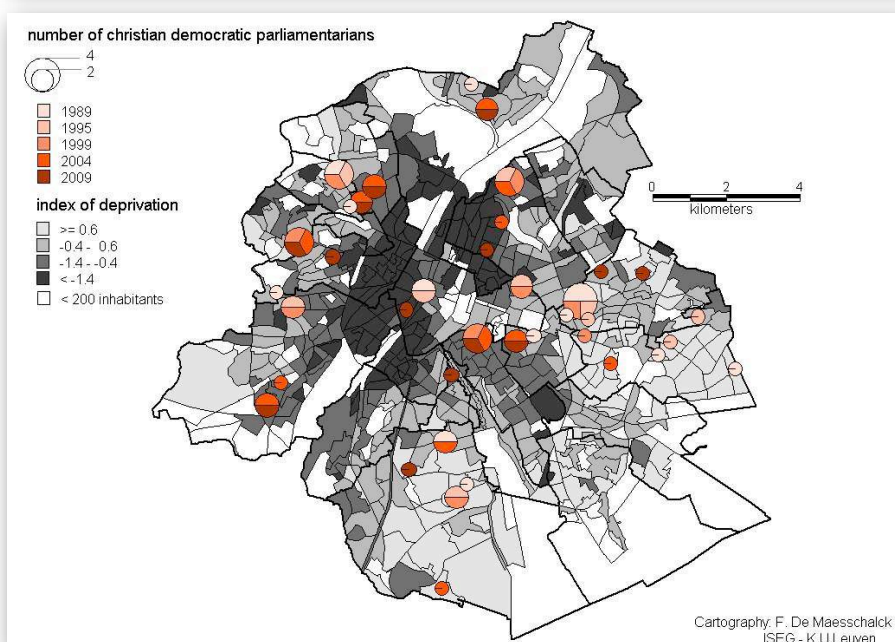 number of christian democratic parliamentarians
4
2
1989
1995
1999
2004
2009
index of deprivation
>= 0.6
-0.4 - 0.6
-1.4 - -0.4
< -1.4
< 200 inhabitants
0 2 4
kilometers
Cartography: F. De Maesschalck
ISEG - K.U.Leuven